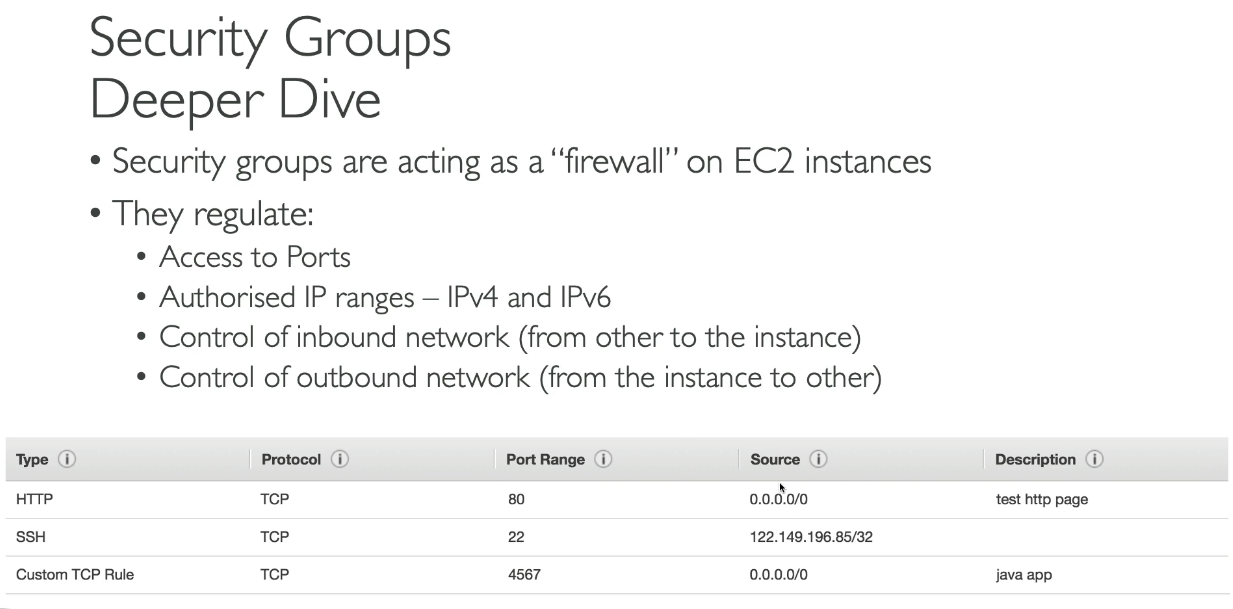 Security Groups
Deeper Dive
• Security groups are acting as a “firewall” on EC2 instances
• They regulate:
• Access to Ports
• Authorised IP ranges – IPv4 and IPv6
• Control of inbound network (from other to the instance)
• Control of outbound network (from the instance to other)
Type Protocol Port Range Source Description
HTTP TCP 80 0.0.0.0/0 test http page
SSH TCP 22 122.149.196.85/32
Custom TCP Rule TCP 4567 0.0.0.0/0 java app